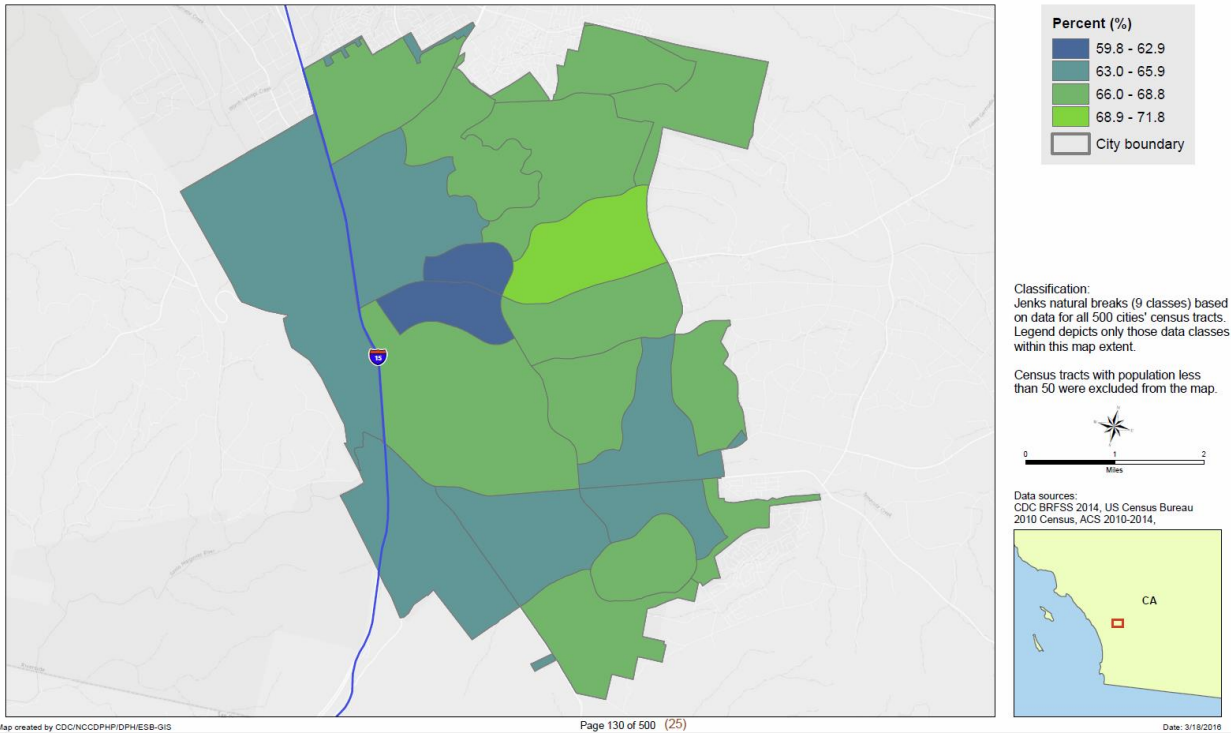 Percent (%)
59.8 - 62.9
63.0 - 65.9
66.0 - 68.8
68.9 - 71.8
City boundary
15
Classification:
Jenks natural breaks (9 classes) based
on data for all 500 cities' census tracts.
Legend depicts only those data classes
within this map extent.
Census tracts with population less
than 50 were excluded from the map.
0 1 2
Miles
Data sources:
CDC BRFSS 2014, US Census Bureau
2010 Census, ACS 2010-2014,
CA
Map created by CDC/NCCDPHP/DPH/ESB-GIS
Page 130 of 500 (25)
Date: 3/18/2016